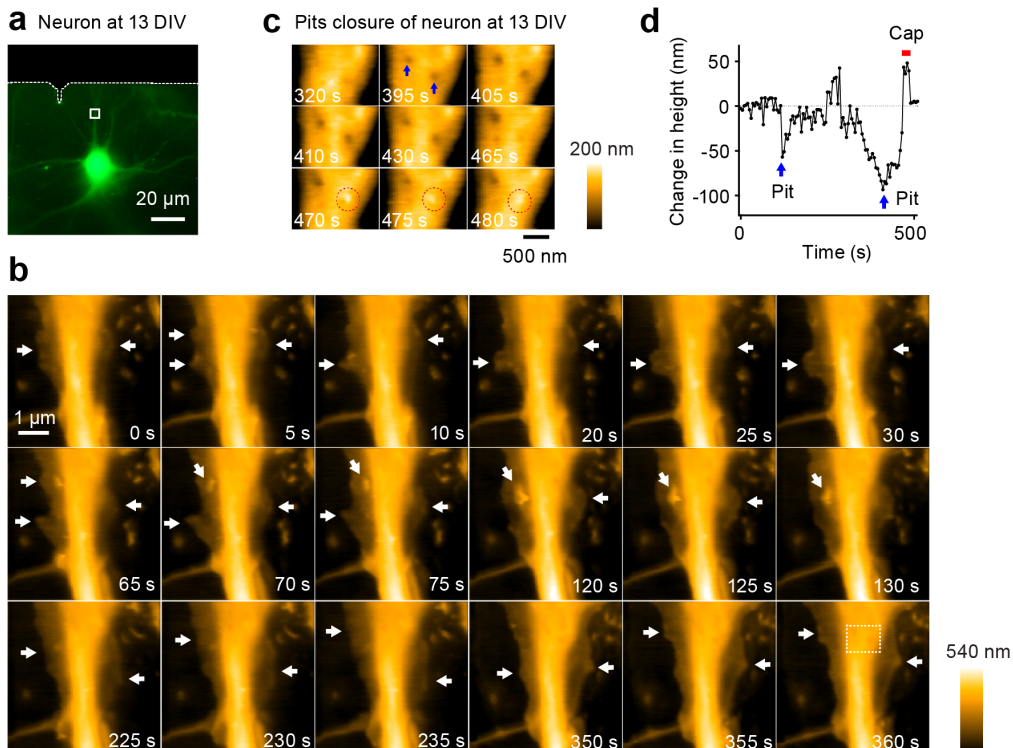 a Neuron at 13 DIV
20 µm
c Pits closure of neuron at 13 DIV
320 s 395 s 405 s
410 s 430 s 465 s
470 s 475 s 480 s
200 nm
500 nm
d
Cap
Change in height (nm)
50
0
-50
-100
Pit
Pit
0 500
Time (s)
b
1 µm
0 s 5 s 10 s 20 s 25 s 30 s
65 s 70 s 75 s 120 s 125 s 130 s
225 s 230 s 235 s 350 s 355 s 360 s
540 nm